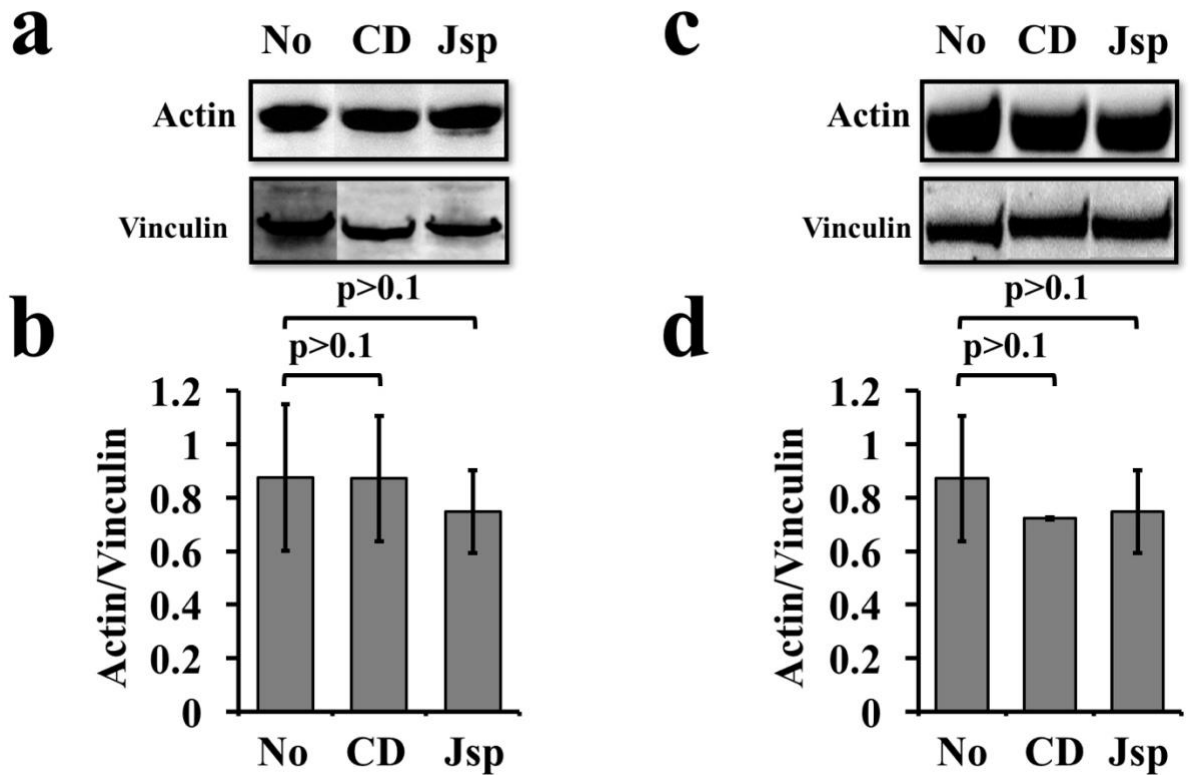 a
No CD Jsp
Actin
Vinculin
p>0.1
b
p>0.1
1.2
1
0.8
0.6
0.4
0.2
0
Actin/Vinculin
No CD Jsp
c
No CD Jsp
Actin
Vinculin
p>0.1
d
p>0.1
1.2
1
0.8
0.6
0.4
0.2
0
Actin/Vinculin
No CD Jsp